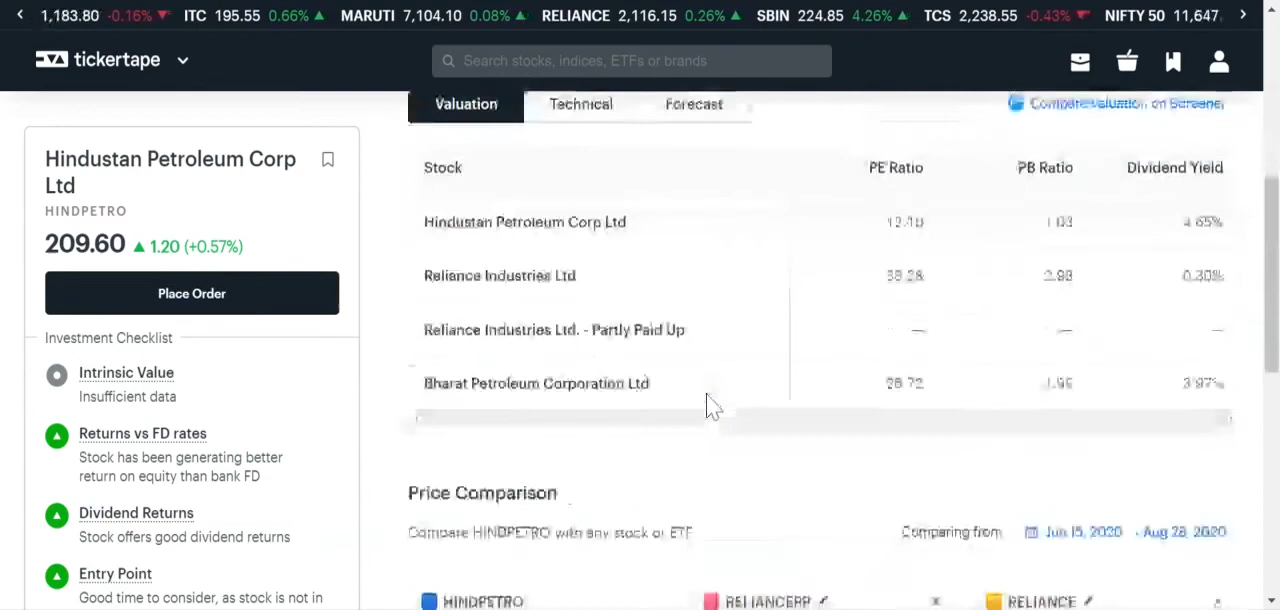 1,183.80 -0.16% ITC 195.55 0.66% MARUTI 7,104.10 0.08% RELIANCE 2,116.15 0.26% SBIN 224.85 4.26% TCS 2,238.55 -0.43% NIFTY 50 11,647
tickertape
Search stocks, indices, ETFs or brands
Valuation Technical Forecast
Compare valuation on Screener
Hindustan Petroleum Corp Ltd
HINDPETRO
209.60 1.20 (+0.57%)
Place Order
Investment Checklist
Intrinsic Value
Insufficient data
Returns vs FD rates
Stock has been generating better
return on equity than bank FD
Dividend Returns
Stock offers good dividend returns
Entry Point
Good time to consider, as stock is not in
Stock PE Ratio PB Ratio Dividend Yield
Hindustan Petroleum Corp Ltd
Reliance Industries Ltd 0.30%
Reliance Industries Ltd. - Partly Paid Up — — —
Bharat Petroleum Corporation Ltd 3.97%
Price Comparison
Compare HINDPETRO with any stock or ETF
Comparing from Jun 15, 2020 - Aug 28, 2020
HINDPETRO RELIANCEPP RELIANCE